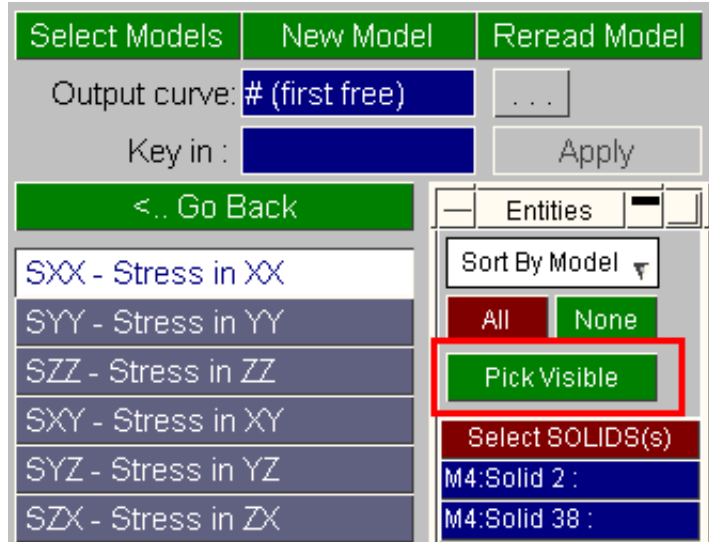 Select Models New Model Reread Model
Output curve: # (first free) ...
Key in : Apply
<.. Go Back
Entities
SXX - Stress in XX
SYY - Stress in YY
SZZ - Stress in ZZ
SXY - Stress in XY
SYZ - Stress in YZ
SZX - Stress in ZX
Sort By Model
All None
Pick Visible
Select SOLIDS(s)
M4:Solid 2 :
M4:Solid 38 :